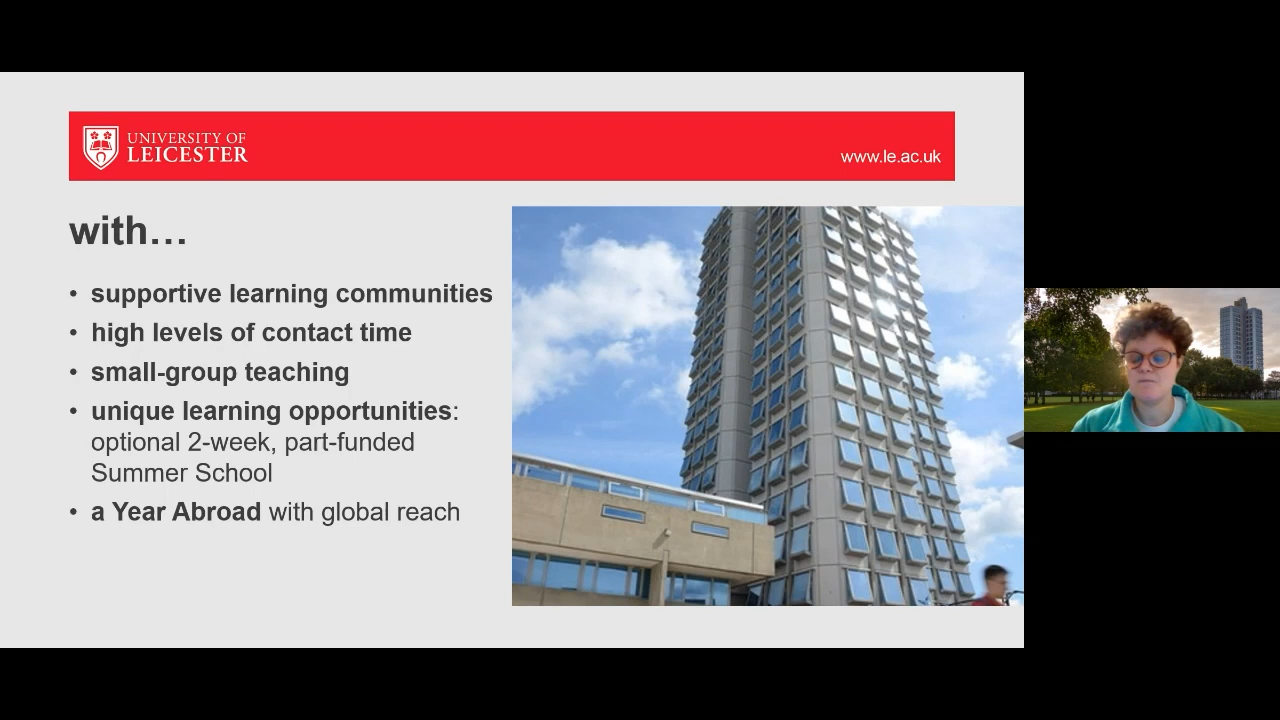 UNIVERSITY OF
LEICESTER
www.le.ac.uk
with…
• supportive learning communities
• high levels of contact time
• small-group teaching
• unique learning opportunities:
optional 2-week, part-funded
Summer School
• a Year Abroad with global reach